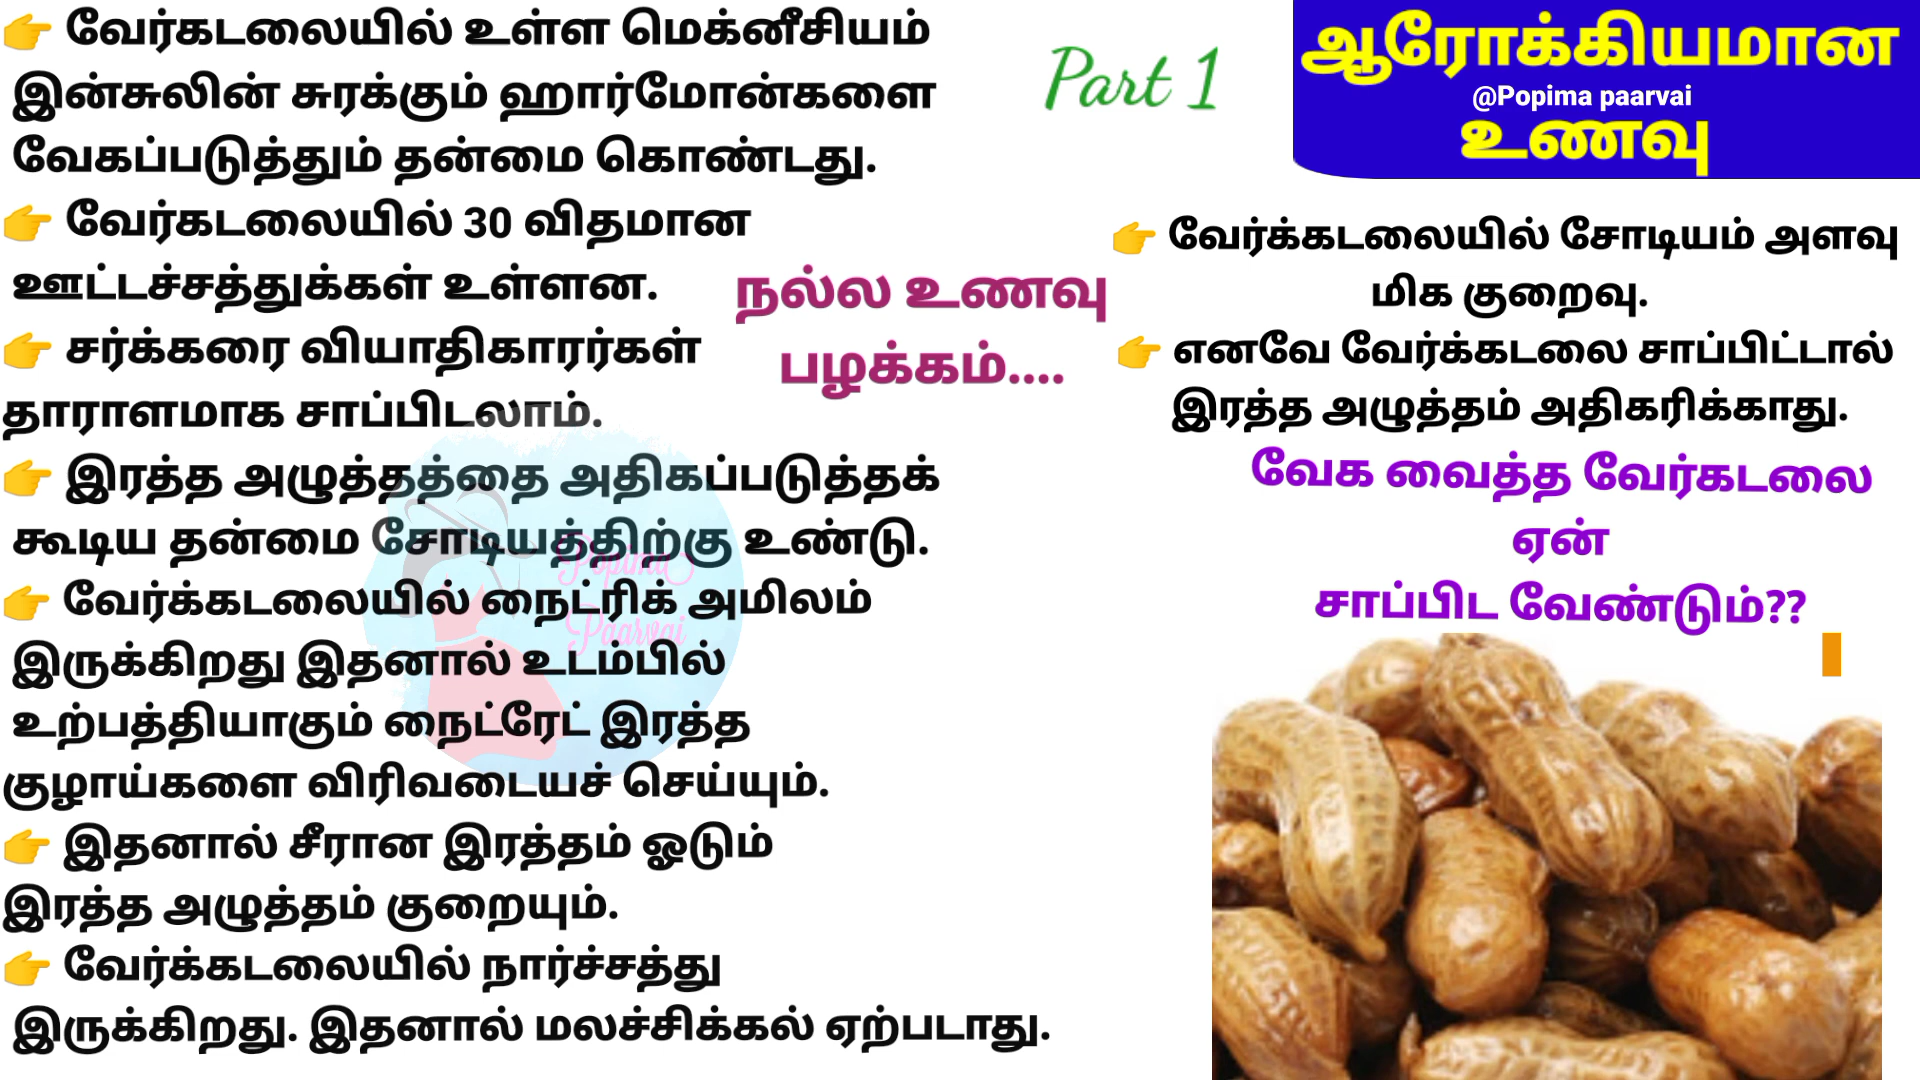 👉 வேர்கடலையில் உள்ள மெக்னீசியம்
இன்சுலின் சுரக்கும் ஹார்மோன்களை
வேகப்படுத்தும் தன்மை கொண்டது.
👉 வேர்கடலையில் 30 விதமான
ஊட்டச்சத்துக்கள் உள்ளன.
👉 சர்க்கரை வியாதிகாரர்கள்
தாராளமாக சாப்பிடலாம்.
👉 இரத்த அழுத்தத்தை அதிகப்படுத்தக்
கூடிய தன்மை சோடியத்திற்கு உண்டு.
👉 வேர்க்கடலையில் நைட்ரிக் அமிலம்
இருக்கிறது இதனால் உடம்பில்
உற்பத்தியாகும் நைட்ரேட் இரத்த
குழாய்களை விரிவடையச் செய்யும்.
👉 இதனால் சீரான இரத்தம் ஓடும்
இரத்த அழுத்தம் குறையும்.
👉 வேர்க்கடலையில் நார்ச்சத்து
இருக்கிறது. இதனால் மலச்சிக்கல் ஏற்படாது.
Popima
Paarvai
நல்ல உணவு
பழக்கம்....
Part 1
ஆரோக்கியமான
@Popima paarvai
உணவு
👉 வேர்க்கடலையில் சோடியம் அளவு
மிக குறைவு.
👉 எனவே வேர்க்கடலை சாப்பிட்டால்
இரத்த அழுத்தம் அதிகரிக்காது.
வேக வைத்த வேர்கடலை
ஏன்
சாப்பிட வேண்டும்??